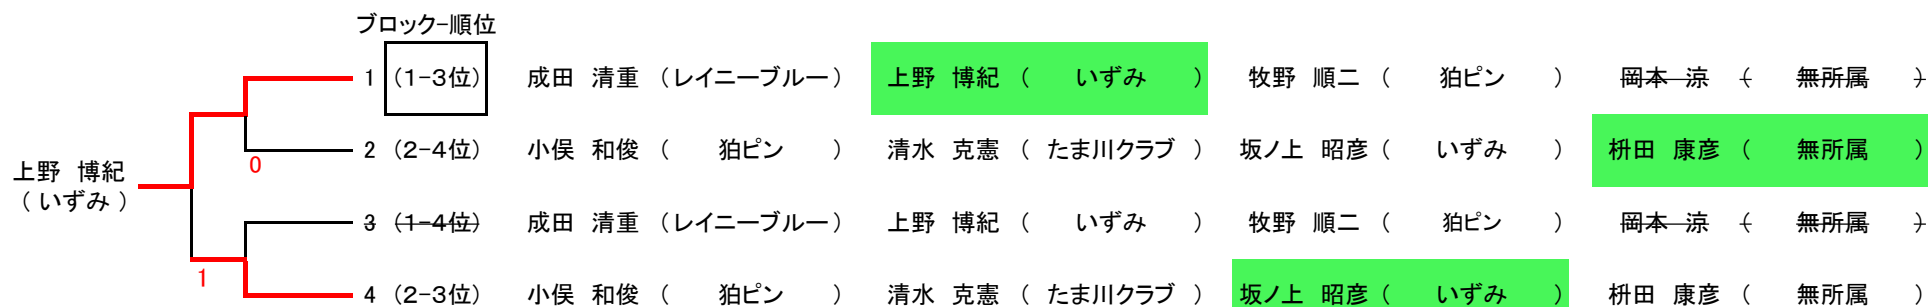 ブロック-順位
1 (1-3位) 成田 清重 (レイニーブルー) 上野 博紀 ( いずみ ) 牧野 順二 ( 狛ピン ) 岡本 涼 ( 無所属 )
2 (2-4位) 小俣 和俊 ( 狛ピン ) 清水 克憲 ( たま川クラブ ) 坂ノ上 昭彦 ( いずみ ) 枡田 康彦 ( 無所属 )
0
上野 博紀
( いずみ )
3 (1-4位) 成田 清重 (レイニーブルー) 上野 博紀 ( いずみ ) 牧野 順二 ( 狛ピン ) 岡本 涼 ( 無所属 )
1
4 (2-3位) 小俣 和俊 ( 狛ピン ) 清水 克憲 ( たま川クラブ ) 坂ノ上 昭彦 ( いずみ ) 枡田 康彦 ( 無所属 )